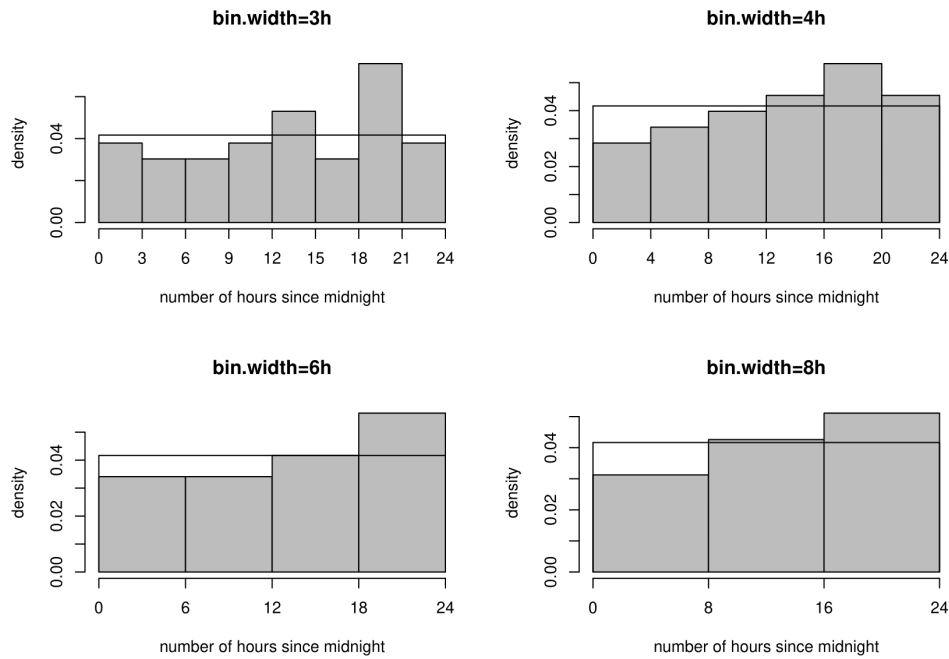 bin.width=3h
density
0.04
0.00
0 3 6 9 12 15 18 21 24
number of hours since midnight
bin.width=4h
density
0.04
0.02
0.00
0 4 8 12 16 20 24
number of hours since midnight
bin.width=6h
density
0.04
0.02
0.00
0 6 12 18 24
number of hours since midnight
bin.width=8h
density
0.04
0.02
0.00
0 8 16 24
number of hours since midnight